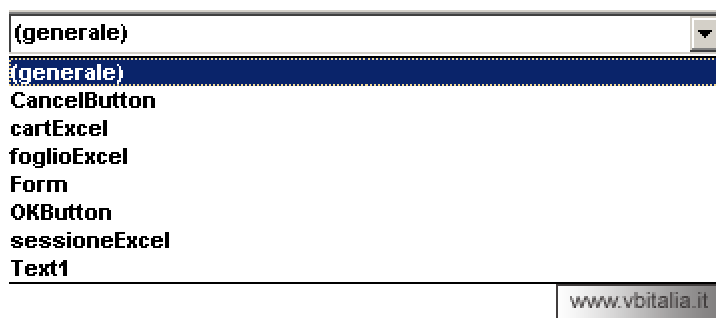 (generale)
(generale)
CancelButton
cartExcel
foglioExcel
Form
OKButton
sessioneExcel
Text1
www.vbitalia.it